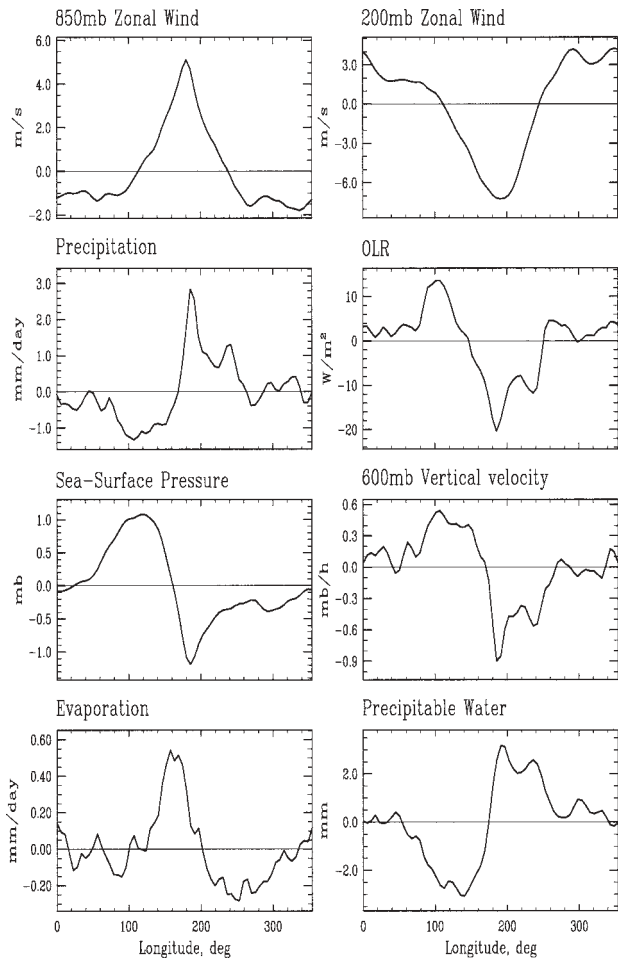 850mb Zonal Wind
200mb Zonal Wind
6.0
4.0
2.0
0.0
−2.0
m/s
3.0
0.0
−3.0
−6.0
m/s
Precipitation
OLR
3.0
2.0
1.0
0.0
−1.0
mm/day
10
0
−10
−20
W/m²
Sea−Surface Pressure
600mb Vertical velocity
1.0
0.5
0.0
−0.5
−1.0
mb
0.6
0.3
0.0
−0.3
−0.6
−0.9
mb/h
Evaporation
Precipitable Water
0.60
0.40
0.20
0.00
−0.20
mm/day
2.0
0.0
−2.0
mm
0 100 200 300
Longitude, deg
0 100 200 300
Longitude, deg